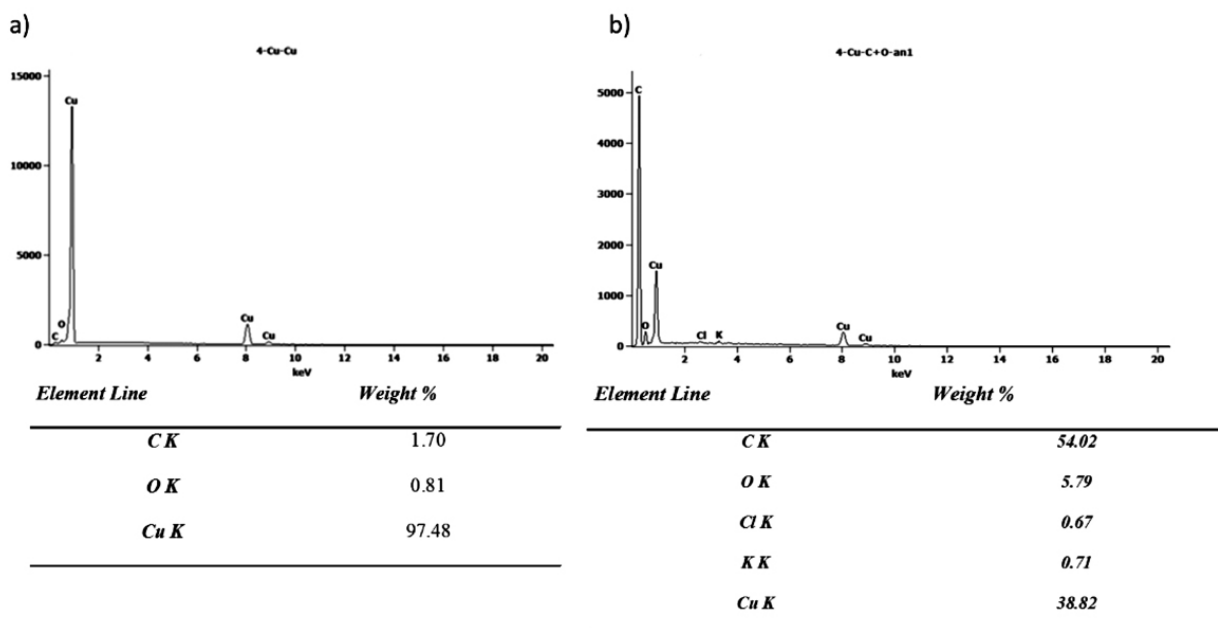 a)
4-Cu-Cu
15000
10000
5000
0
Cu
C
O
Cu
Cu
2 4 6 8 10 12 14 16 18 20
keV
Element Line Weight %
C K 1.70
O K 0.81
Cu K 97.48
b)
4-Cu-C+O-an1
5000
4000
3000
2000
1000
0
C
O
Cu
Cl
K
Cu
Cu
2 4 6 8 10 12 14 16 18 20
keV
Element Line Weight %
C K 54.02
O K 5.79
Cl K 0.67
K K 0.71
Cu K 38.82